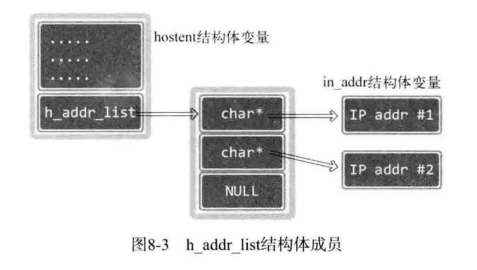 hostent结构体变量
.....
.....
.....
h_addr_list
in_addr结构体变量
char*
IP addr #1
char*
IP addr #2
NULL
图8-3 h_addr_list结构体成员